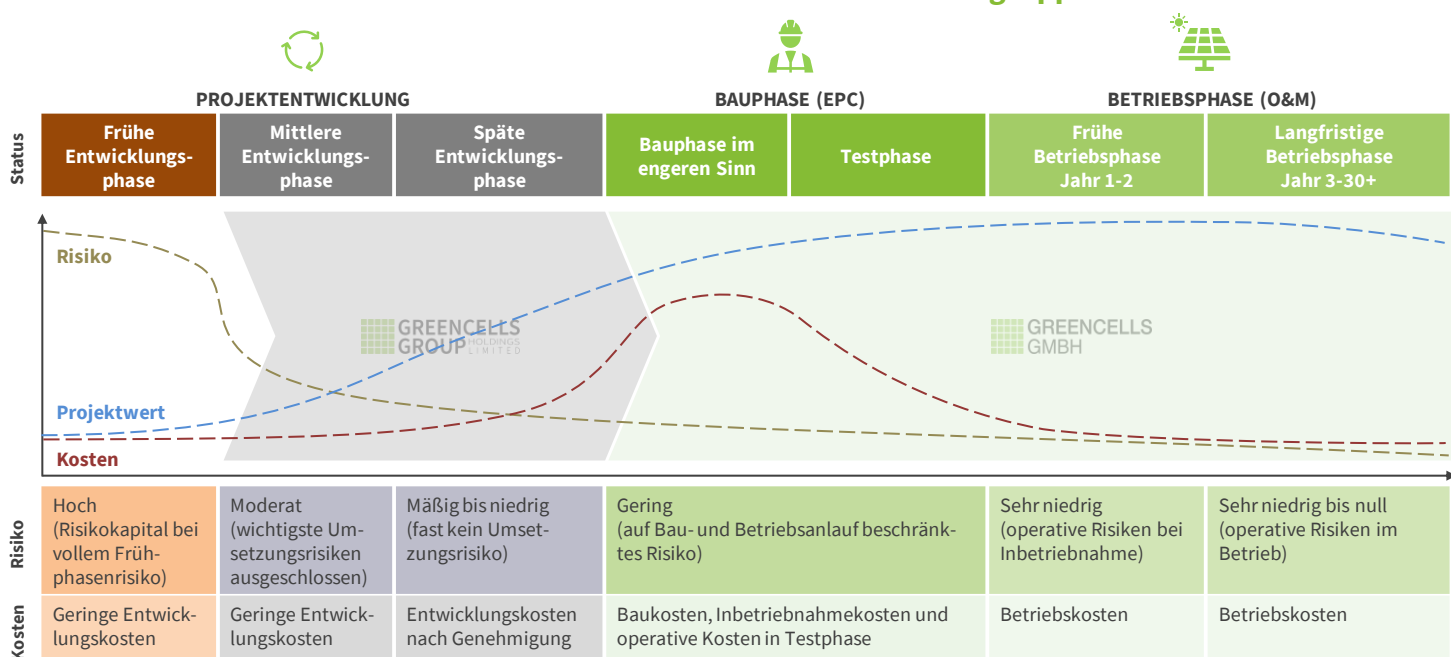 PROJEKTENTWICKLUNG
BAUPHASE (EPC)
BETRIEBSPHASE (O&M)
Status
Frühe
Entwicklungs-
phase
Mittlere
Entwicklungs-
phase
Späte
Entwicklungs-
phase
Bauphase im
engeren Sinn
Testphase
Frühe
Betriebsphase
Jahr 1-2
Langfristige
Betriebsphase
Jahr 3-30+
Risiko
Projektwert
Kosten
GREENCELLS
GROUP HOLDINGS
LIMITED
GREENCELLS
GMBH
Risiko
Hoch
(Risikokapital bei
vollem Früh-
phasenrisiko)
Moderat
(wichtigste Um-
setzungsrisiken
ausgeschlossen)
Mäßig bis niedrig
(fast kein Umset-
zungsrisiko)
Gering
(auf Bau- und Betriebsanlauf beschränk-
tes Risiko)
Sehr niedrig
(operative Risiken bei
Inbetriebnahme)
Sehr niedrig bis null
(operative Risiken im
Betrieb)
Kosten
Geringe Entwick-
lungskosten
Geringe Entwick-
lungskosten
Entwicklungskosten
nach Genehmigung
Baukosten, Inbetriebnahmekosten und
operative Kosten in Testphase
Betriebskosten
Betriebskosten